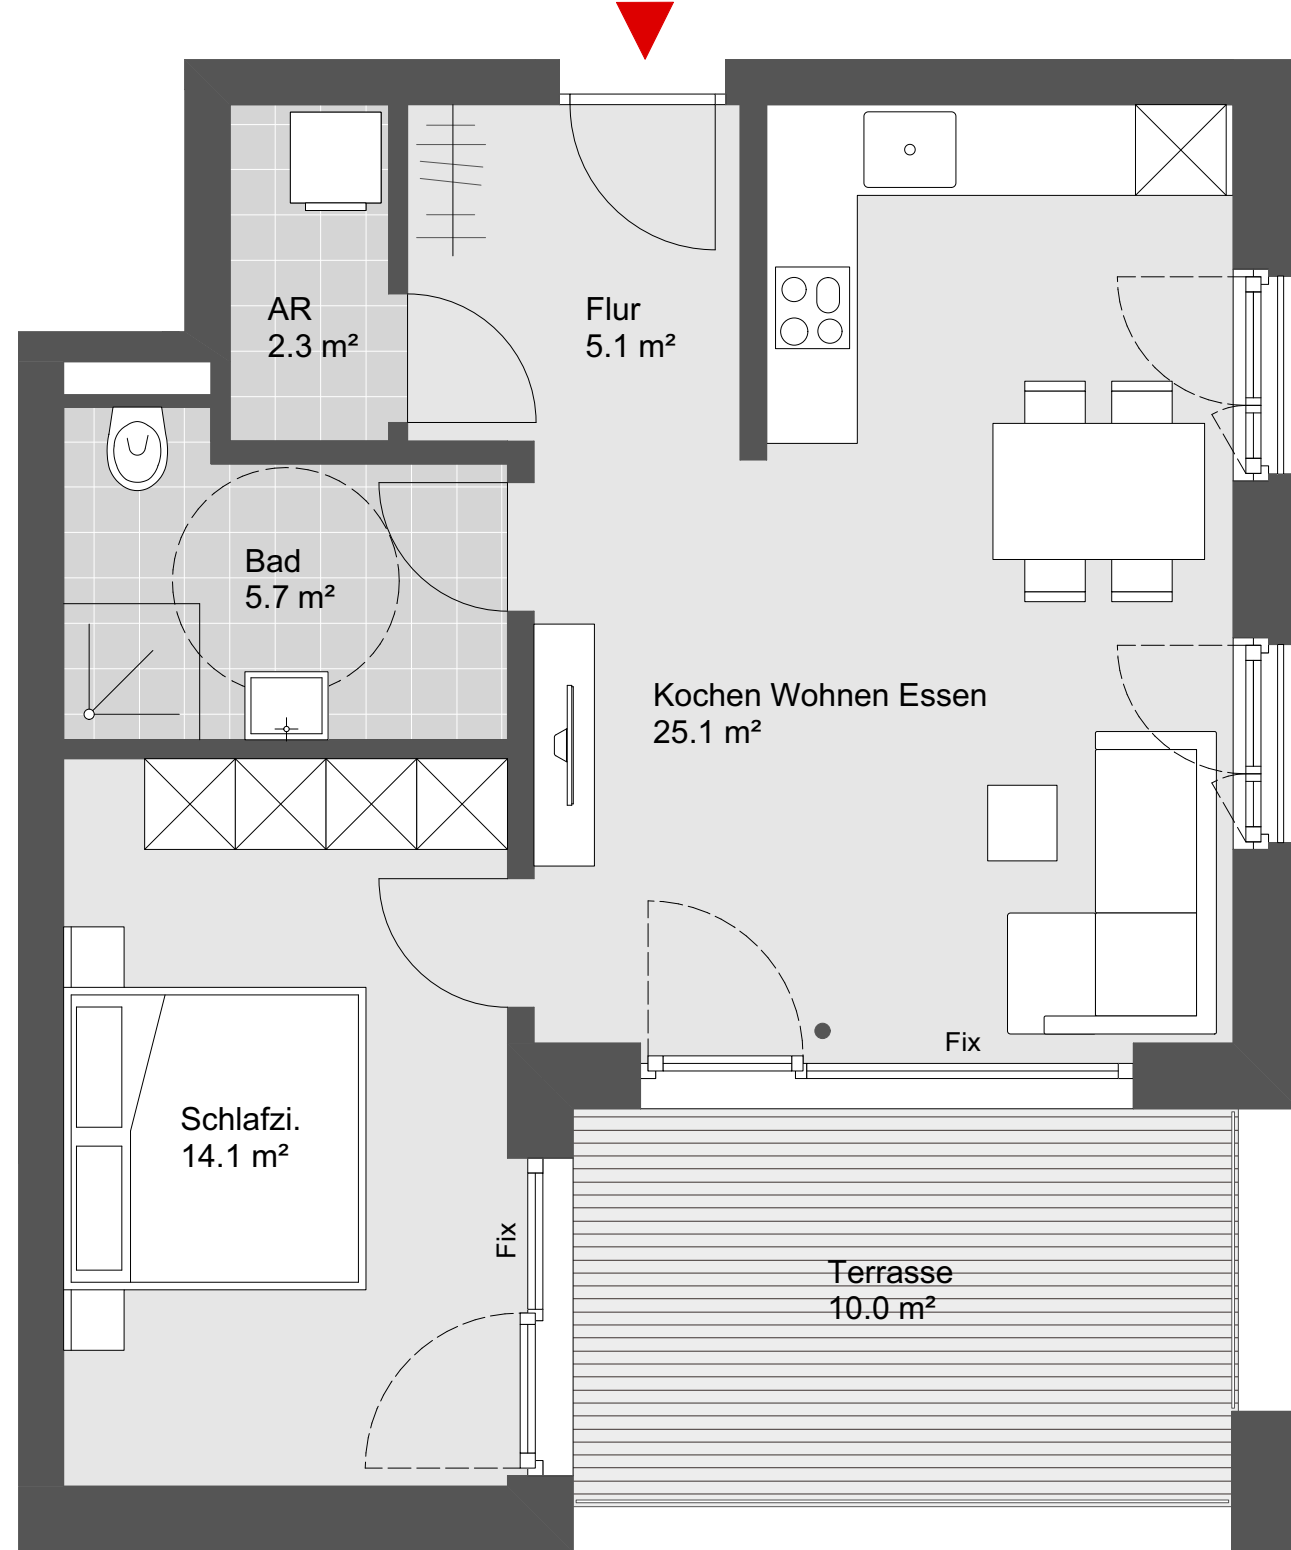 AR
2.3 m²
Flur
5.1 m²
Bad
5.7 m²
Kochen Wohnen Essen
25.1 m²
Fix
Schlafzi.
14.1 m²
Fix
Terrasse
10.0 m²